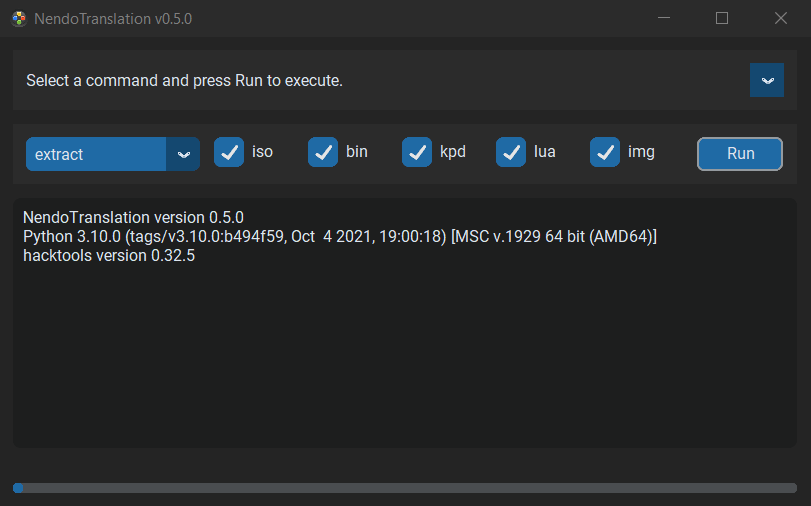 NendoTranslation v0.5.0
Select a command and press Run to execute.
extract iso bin kpd lua img Run
NendoTranslation version 0.5.0
Python 3.10.0 (tags/v3.10.0:b494f59, Oct  4 2021, 19:00:18) [MSC v.1929 64 bit (AMD64)]
hacktools version 0.32.5